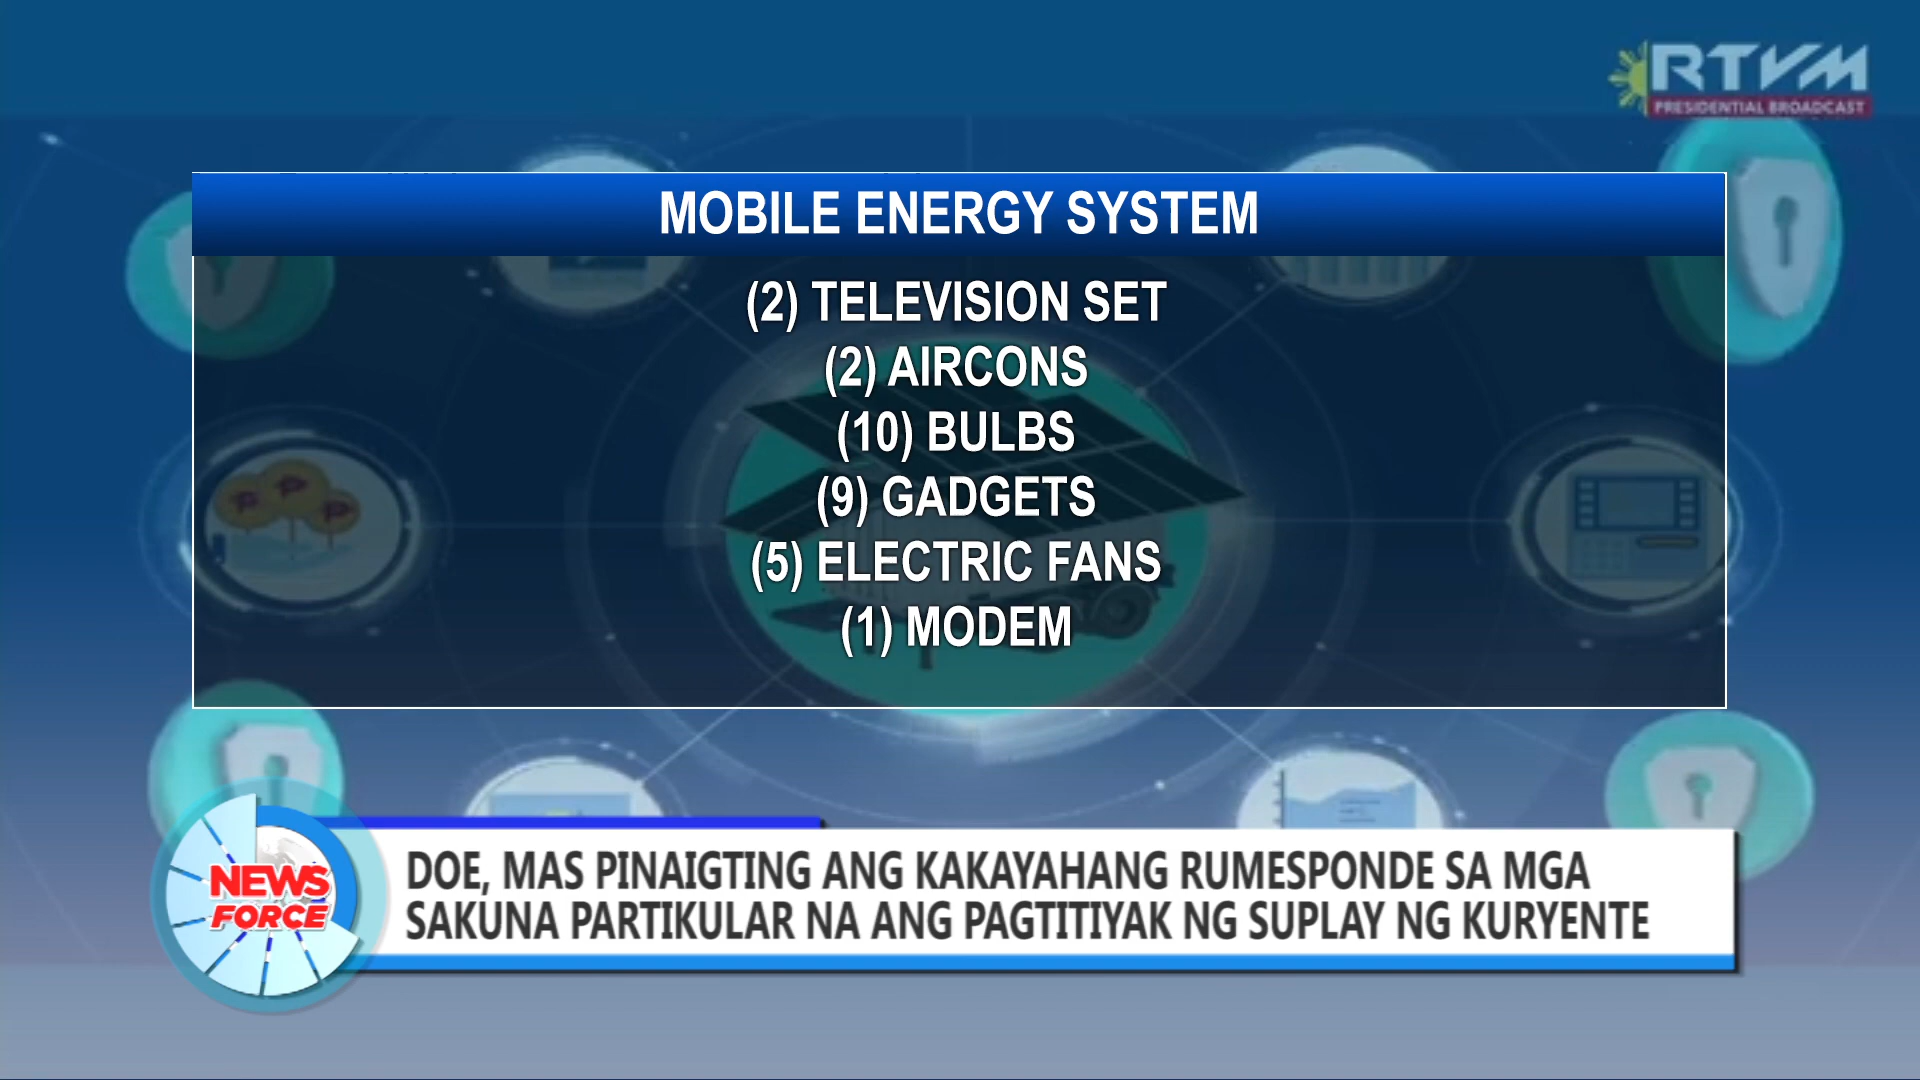 RTVM
PRESIDENTIAL BROADCAST
MOBILE ENERGY SYSTEM
(2) TELEVISION SET
(2) AIRCONS
(10) BULBS
(9) GADGETS
(5) ELECTRIC FANS
(1) MODEM
NEWS
FORCE
DOE, MAS PINAIGTING ANG KAKAYAHANG RUMESPONDE SA MGA
SAKUNA PARTIKULAR NA ANG PAGTITIYAK NG SUPLAY NG KURYENTE